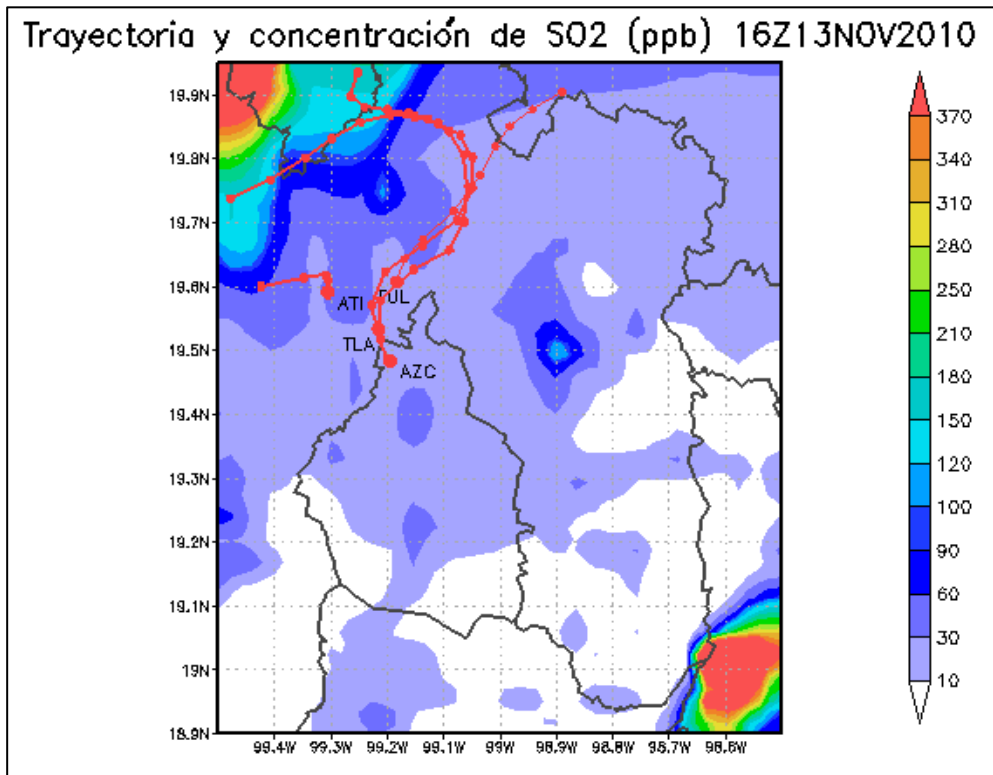 Trayectoria y concentración de SO2 (ppb) 16Z13NOV2010
19.9N
19.8N
19.7N
19.6N
19.5N
19.4N
19.3N
19.2N
19.1N
19N
18.9N
99.4W 99.3W 99.2W 99.1W 99W 98.9W 98.8W 98.7W 98.6W
ATI
TUL
TLA
AZC
370
340
310
280
250
210
180
150
120
100
90
60
30
10